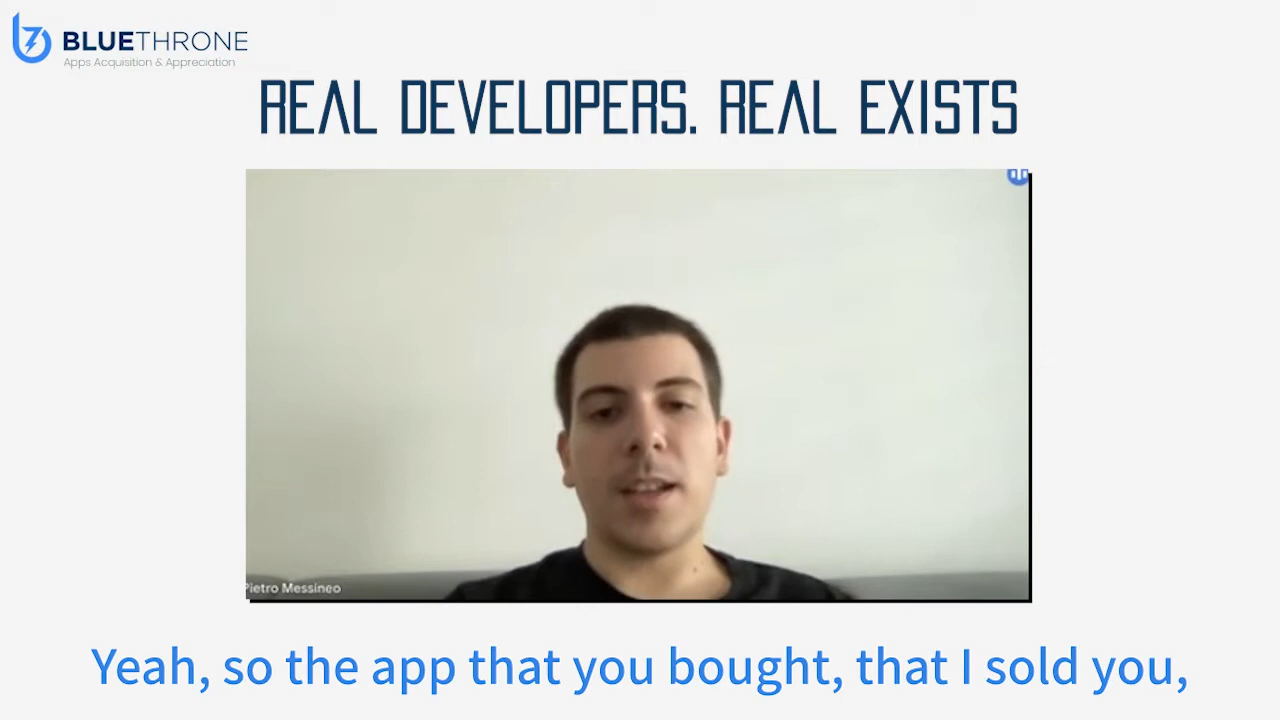 BLUETHRONE
Apps Acquisition & Appreciation
REAL DEVELOPERS. REAL EXISTS
Pietro Messineo
Yeah, so the app that you bought, that I sold you,